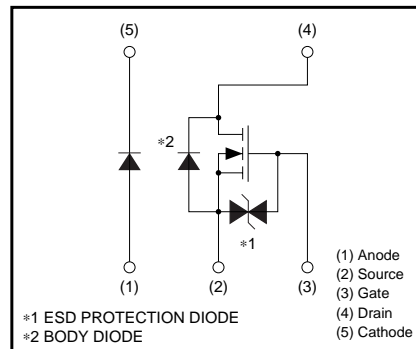 (5) (4)
∗2
∗1
(1) (2) (3)
(1) Anode
(2) Source
(3) Gate
(4) Drain
(5) Cathode
∗1 ESD PROTECTION DIODE
∗2 BODY DIODE